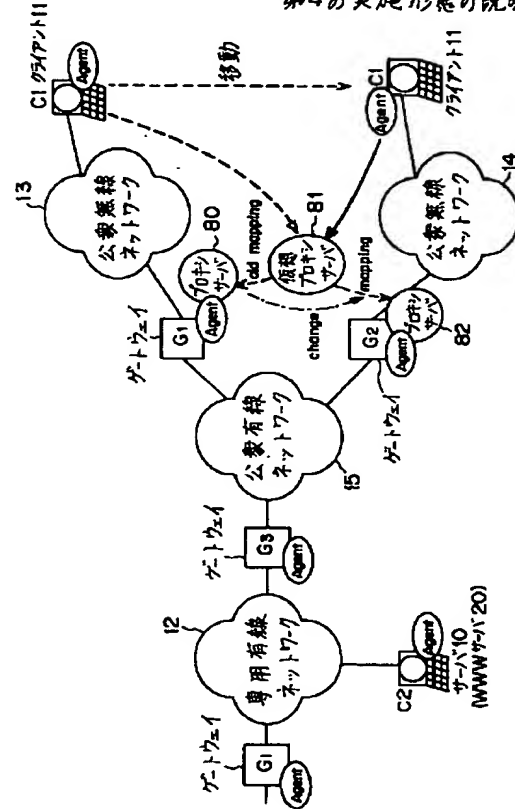 第4の実施形態の説
C1 クライアント11
Agent
移動
C1
Agent
クライアント11
13
公衆無線
ネットワーク
80
プロキシ
サーバ
Agent
G1
ゲートウェイ
old mapping
81
仮想
プロキシ
サーバ
change
mapping
14
公衆無線
ネットワーク
G2
Agent
プロキシ
サーバ
82
ゲートウェイ
公衆有線
ネットワーク
15
ゲートウェイ
G3
Agent
12
専用有線
ネットワーク
ゲートウェイ
G1
Agent
C2
Agent
サーバ10
(WWWサーバ20)